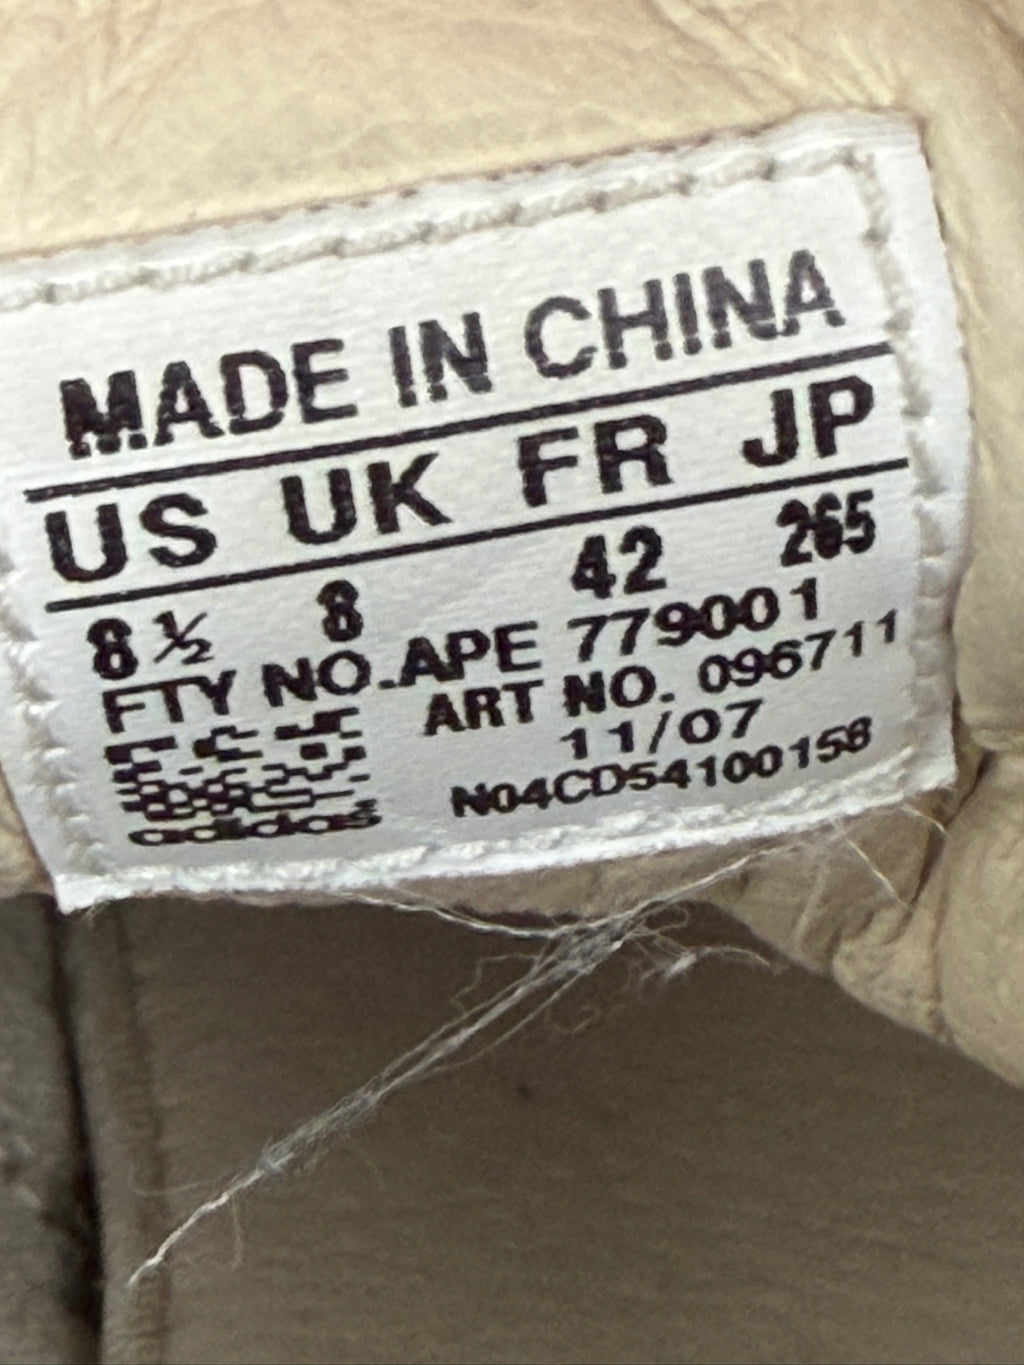 MADE IN CHINA
US UK FR JP
8 ½ 8 42 265
FTY NO. APE 779001
ART NO. 096711
11/07
N04CD54100158
adidas